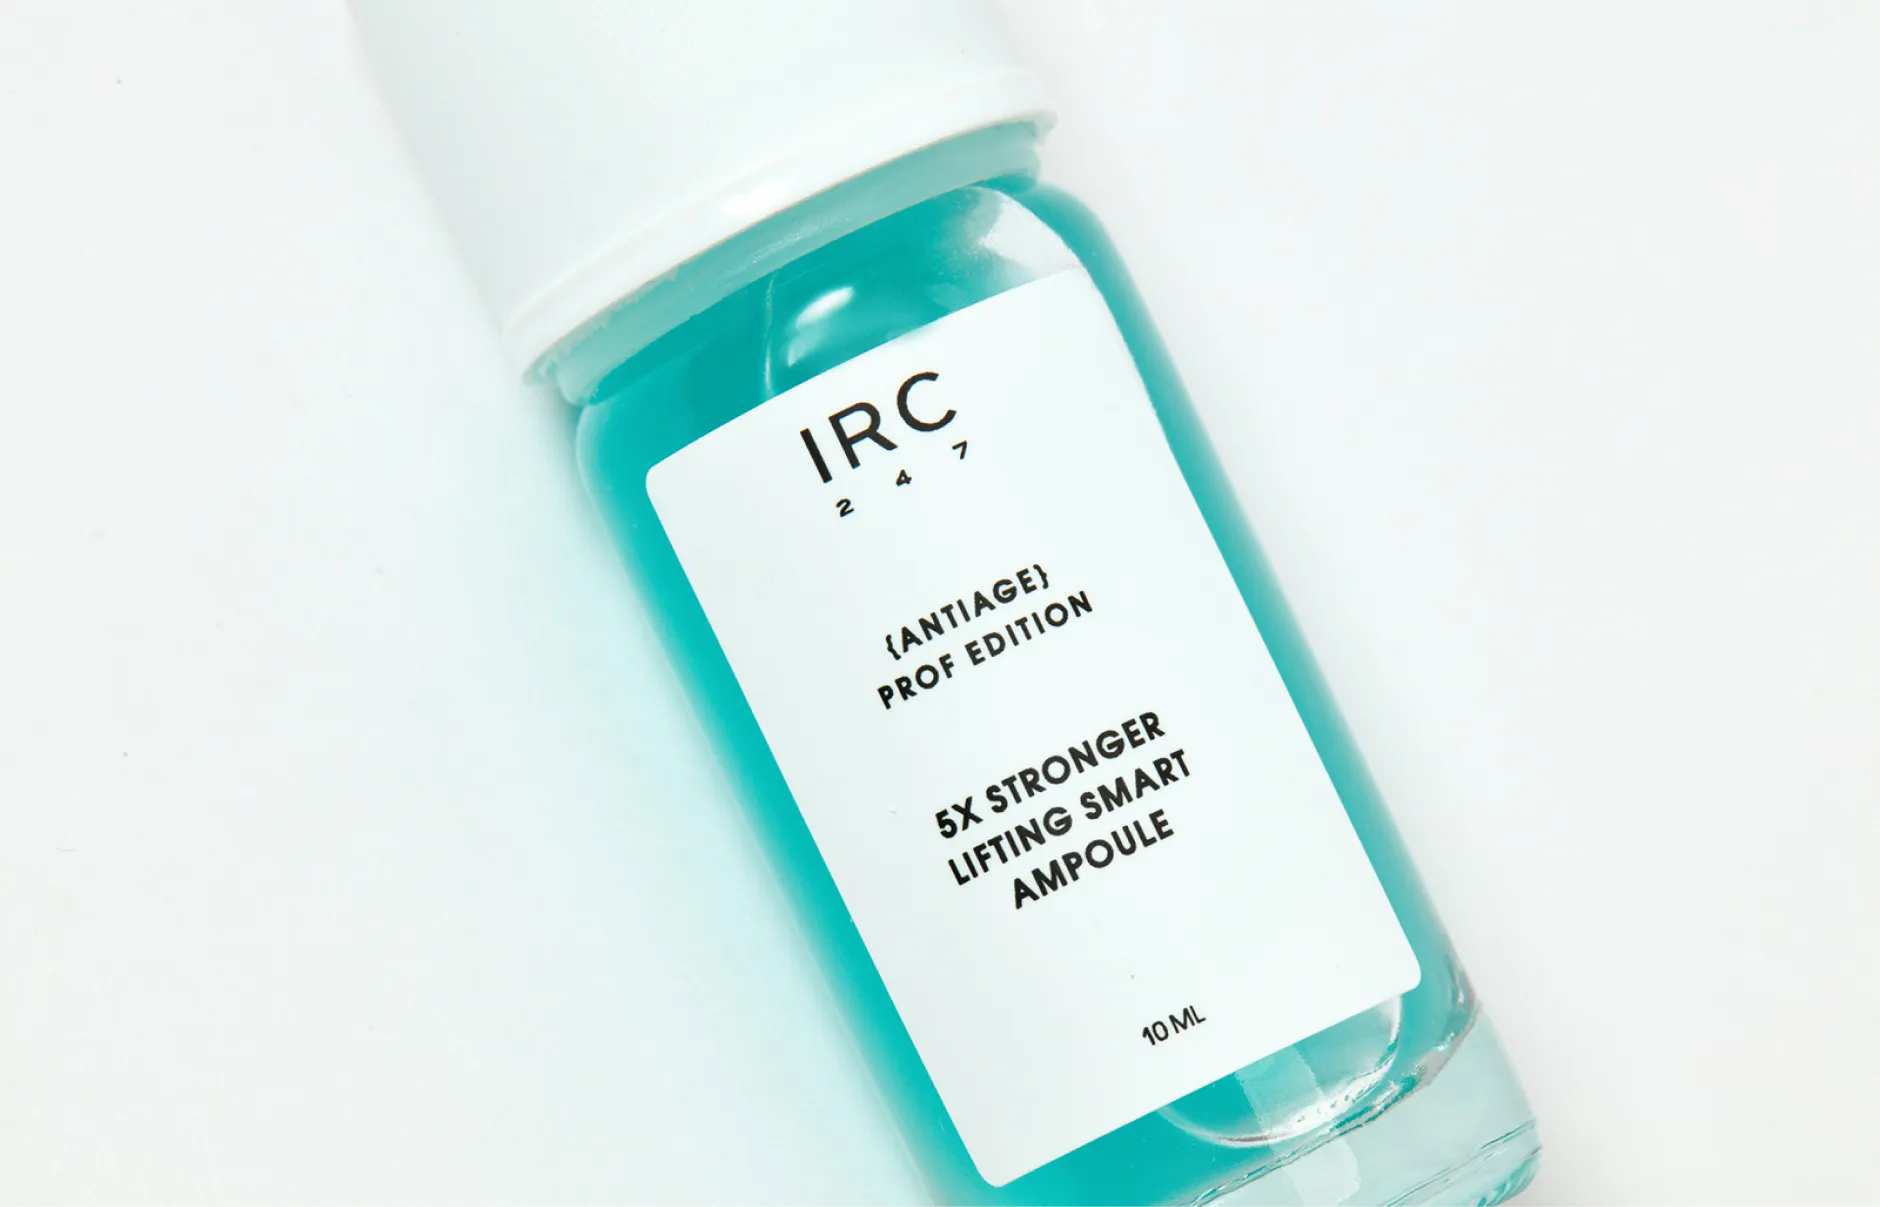 IRC
2 4 7
{ANTIAGE}
PROF EDITION
5X STRONGER
LIFTING SMART
AMPOULE
10 ML